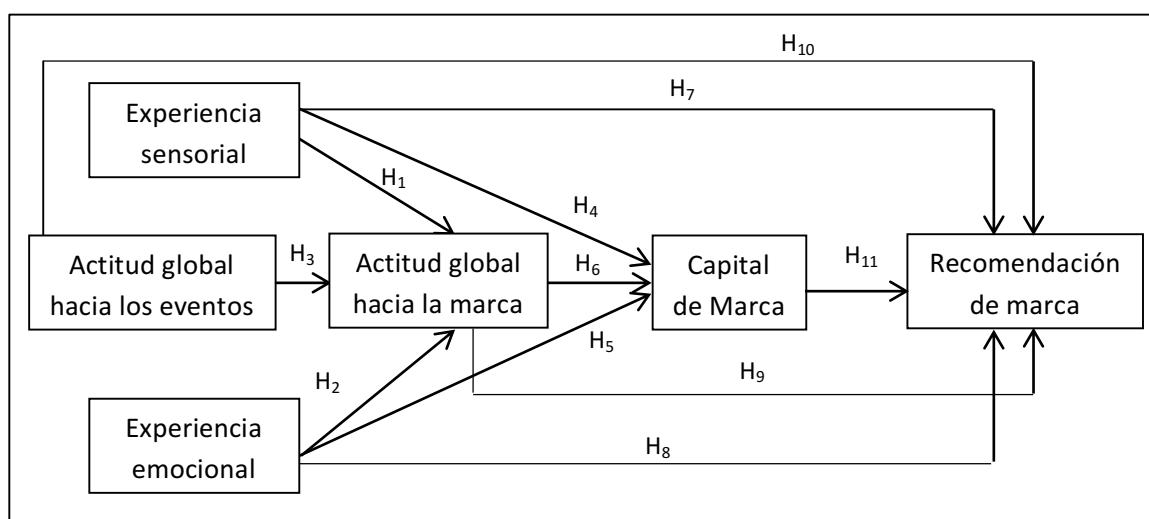 H10
Experiencia
sensorial
H7
H1
H4
Actitud global
hacia los eventos
H3
Actitud global
hacia la marca
H6
Capital
de Marca
H11
Recomendación
de marca
H2
H5
H9
Experiencia
emocional
H8